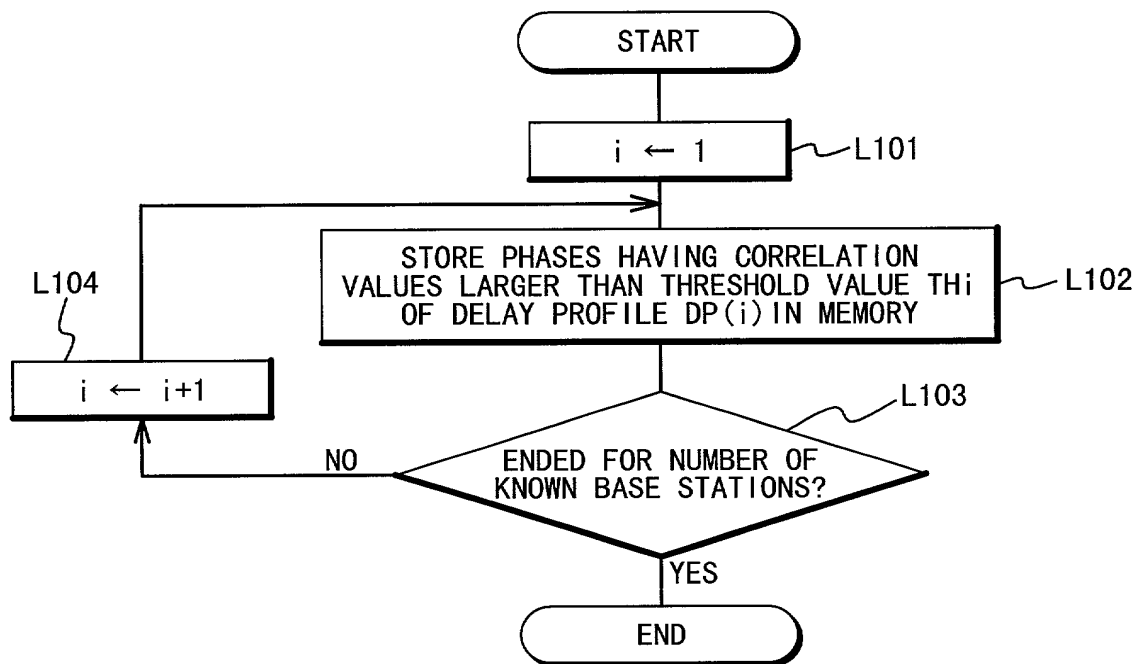 START
i ← 1
L101
STORE PHASES HAVING CORRELATION
VALUES LARGER THAN THRESHOLD VALUE THi
OF DELAY PROFILE DP(i) IN MEMORY
L102
L104
i ← i+1
L103
NO
ENDED FOR NUMBER OF
KNOWN BASE STATIONS?
YES
END